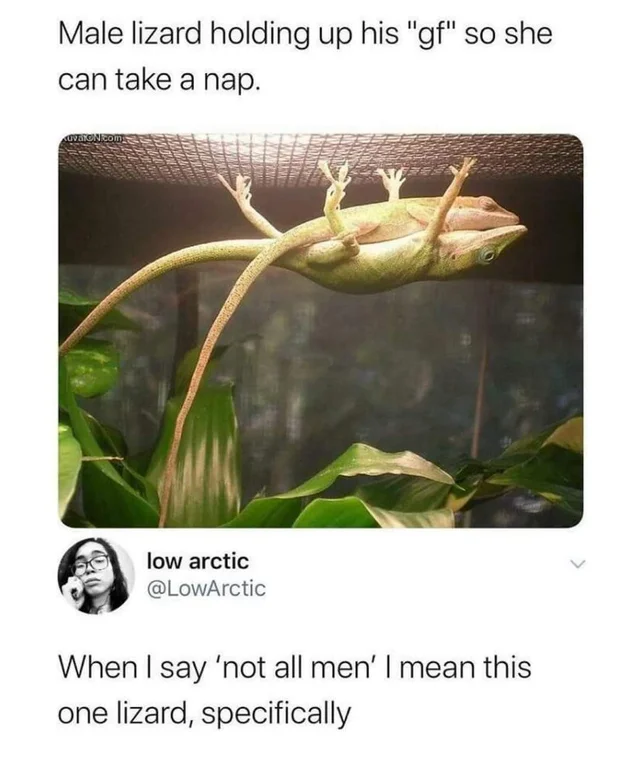 Male lizard holding up his "gf" so she
can take a nap.
low arctic
@LowArctic
When I say ‘not all men’ I mean this
one lizard, specifically